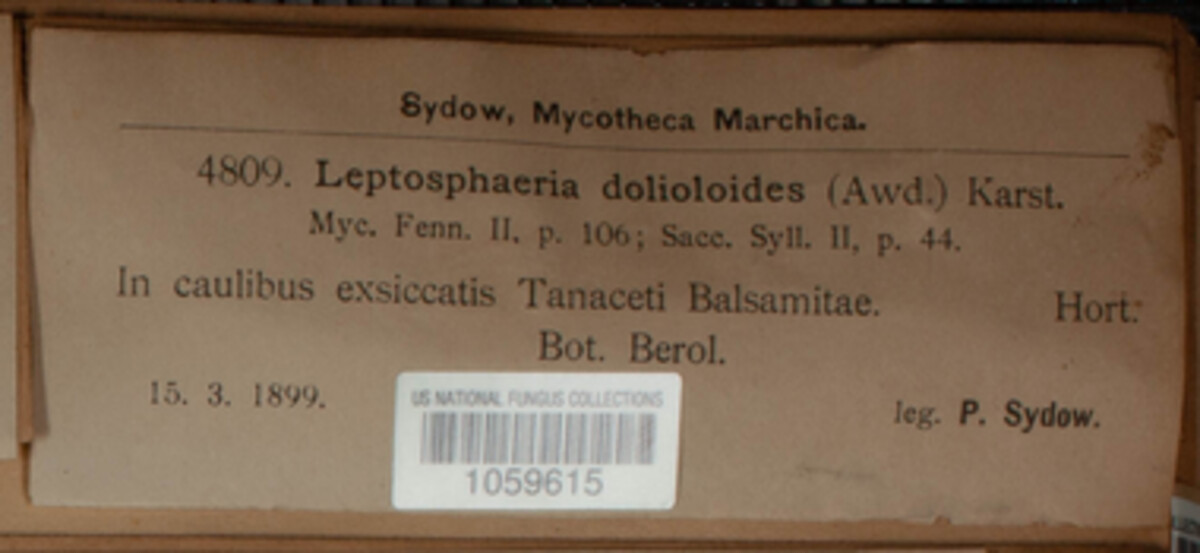 Sydow, Mycotheca Marchica.
4809. Leptosphaeria dolioloides (Awd.) Karst.
Myc. Fenn. II, p. 106; Sacc. Syll. II, p. 44.
In caulibus exsiccatis Tanaceti Balsamitae. Hort.
Bot. Berol.
15. 3. 1899. leg. P. Sydow.
US NATIONAL FUNGUS COLLECTIONS
1059615